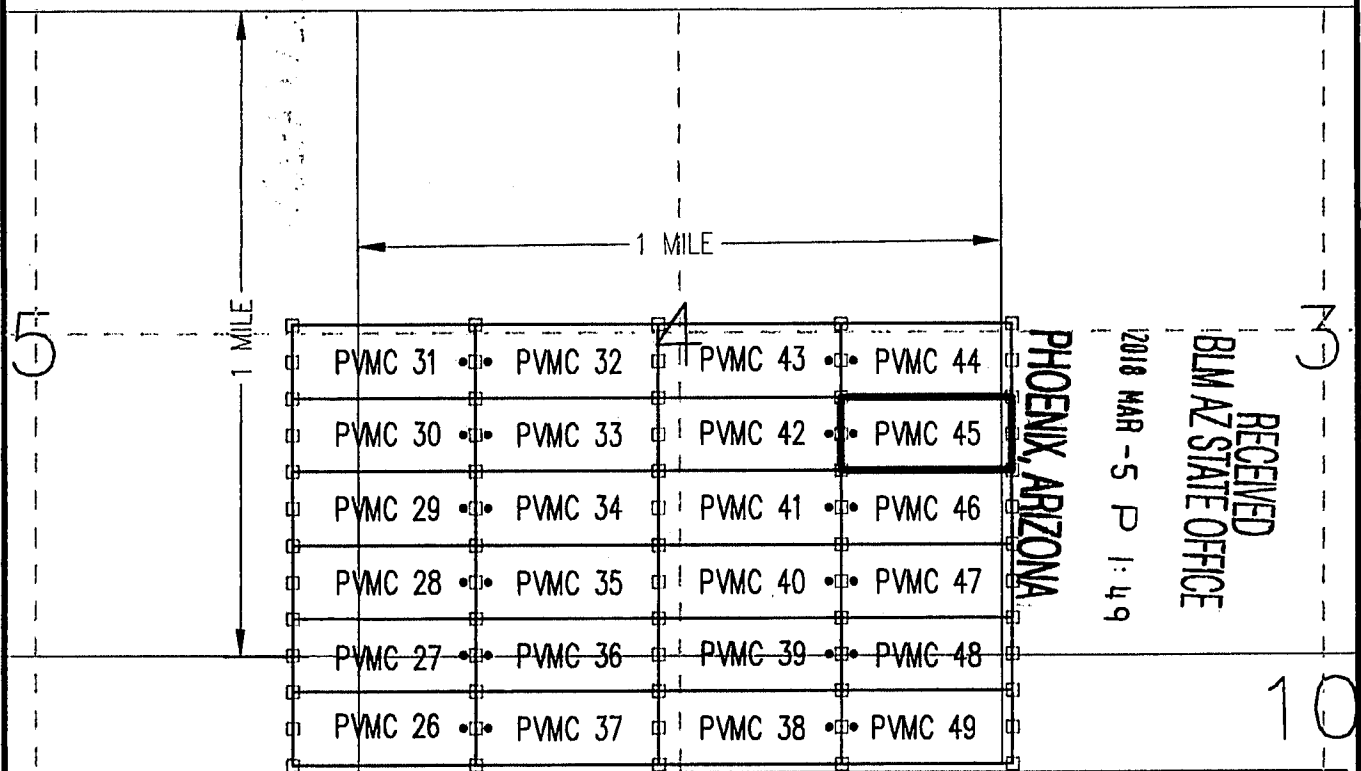 1 MILE
1 MILE
5
4
3
PVMC 31 PVMC 32 PVMC 43 PVMC 44
PVMC 30 PVMC 33 PVMC 42 PVMC 45
PVMC 29 PVMC 34 PVMC 41 PVMC 46
PVMC 28 PVMC 35 PVMC 40 PVMC 47
PVMC 27 PVMC 36 PVMC 39 PVMC 48
PVMC 26 PVMC 37 PVMC 38 PVMC 49
10
RECEIVED
BLM AZ STATE OFFICE
2018 MAR -5 P 1:49
PHOENIX, ARIZONA